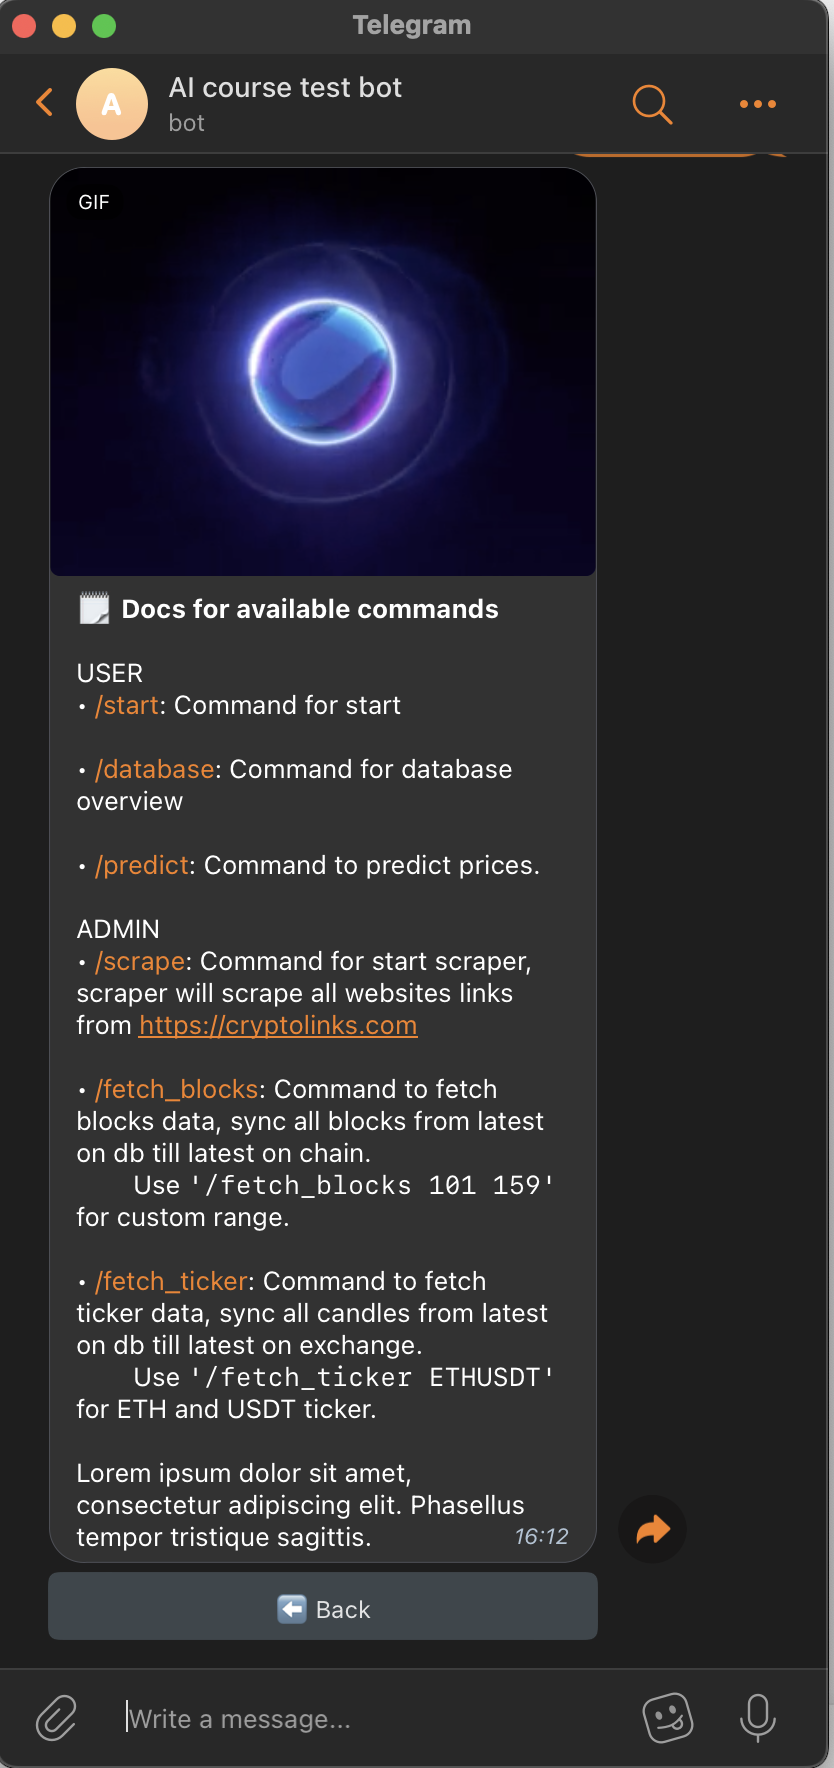 Telegram
A
AI course test bot
bot
GIF
Docs for available commands
USER
• /start: Command for start
• /database: Command for database
overview
• /predict: Command to predict prices.
ADMIN
• /scrape: Command for start scraper,
scraper will scrape all websites links
from https://cryptolinks.com
• /fetch_blocks: Command to fetch
blocks data, sync all blocks from latest
on db till latest on chain.
Use '/fetch_blocks 101 159'
for custom range.
• /fetch_ticker: Command to fetch
ticker data, sync all candles from latest
on db till latest on exchange.
Use '/fetch_ticker ETHUSDT'
for ETH and USDT ticker.
Lorem ipsum dolor sit amet,
consectetur adipiscing elit. Phasellus
tempor tristique sagittis.
16:12
Back
Write a message...